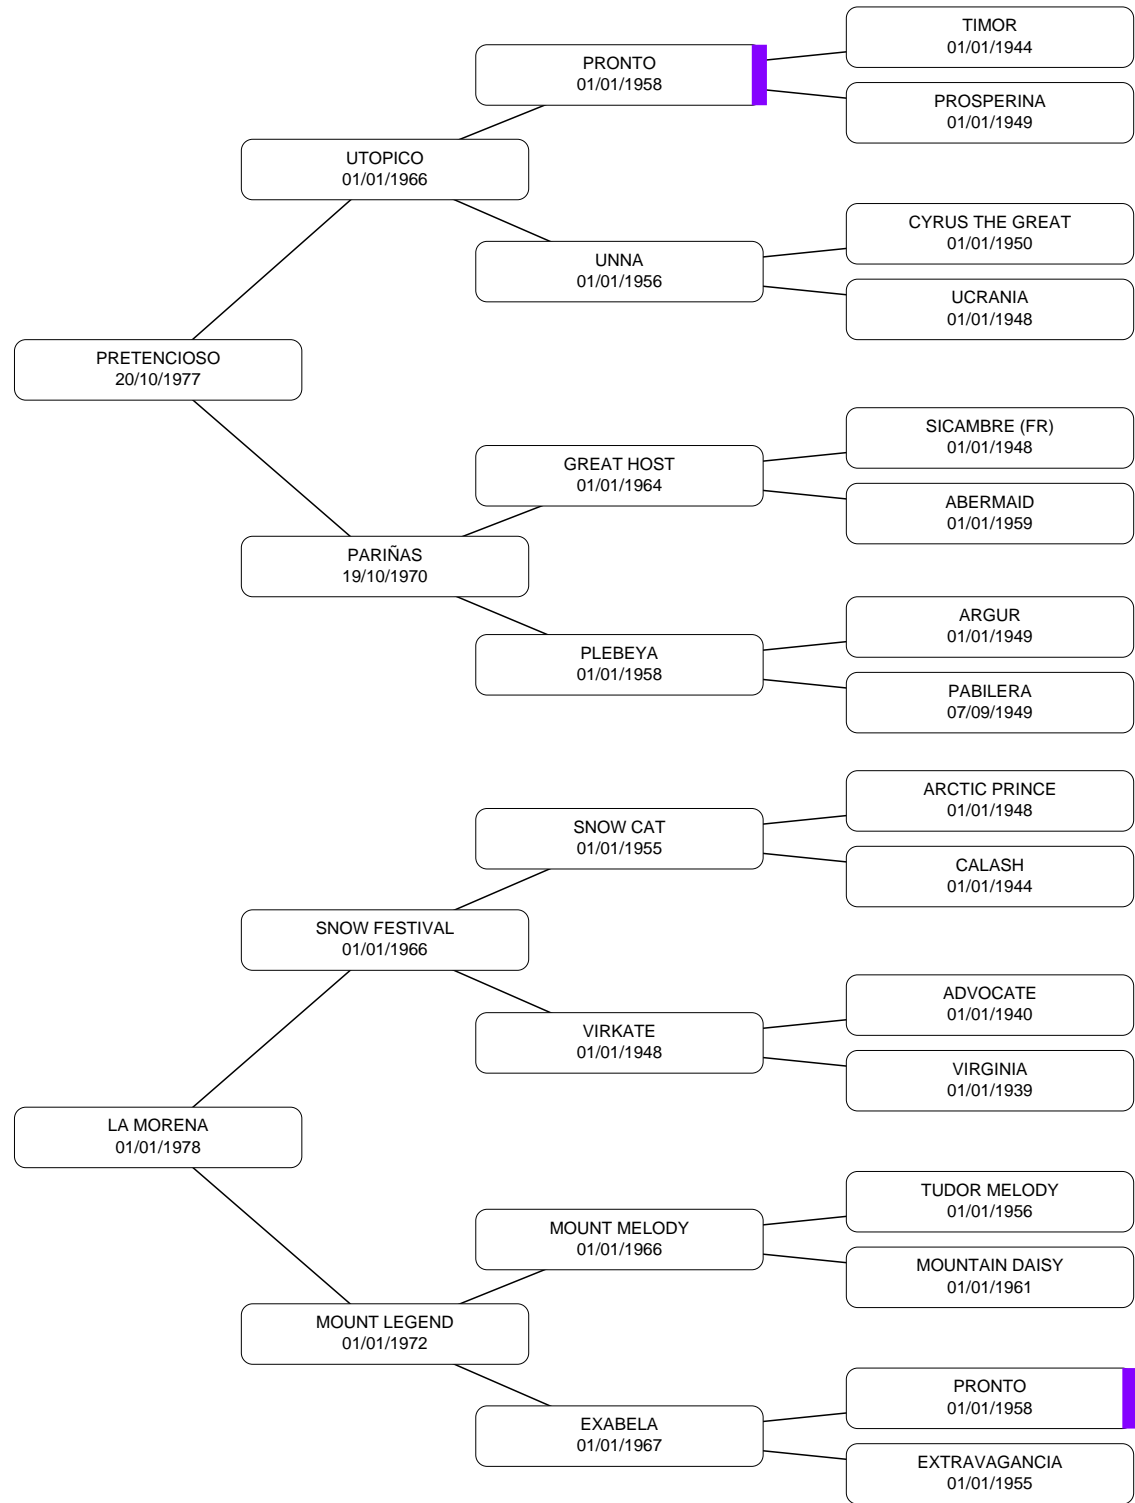 TIMOR
01/01/1944
PRONTO
01/01/1958
PROSPERINA
01/01/1949
UTOPICO
01/01/1966
CYRUS THE GREAT
01/01/1950
UNNA
01/01/1956
UCRANIA
01/01/1948
PRETENCIOSO
20/10/1977
SICAMBRE (FR)
01/01/1948
GREAT HOST
01/01/1964
ABERMAID
01/01/1959
PARIÑAS
19/10/1970
ARGUR
01/01/1949
PLEBEYA
01/01/1958
PABILERA
07/09/1949
ARCTIC PRINCE
01/01/1948
SNOW CAT
01/01/1955
CALASH
01/01/1944
SNOW FESTIVAL
01/01/1966
ADVOCATE
01/01/1940
VIRKATE
01/01/1948
VIRGINIA
01/01/1939
LA MORENA
01/01/1978
TUDOR MELODY
01/01/1956
MOUNT MELODY
01/01/1966
MOUNTAIN DAISY
01/01/1961
MOUNT LEGEND
01/01/1972
PRONTO
01/01/1958
EXABELA
01/01/1967
EXTRAVAGANCIA
01/01/1955